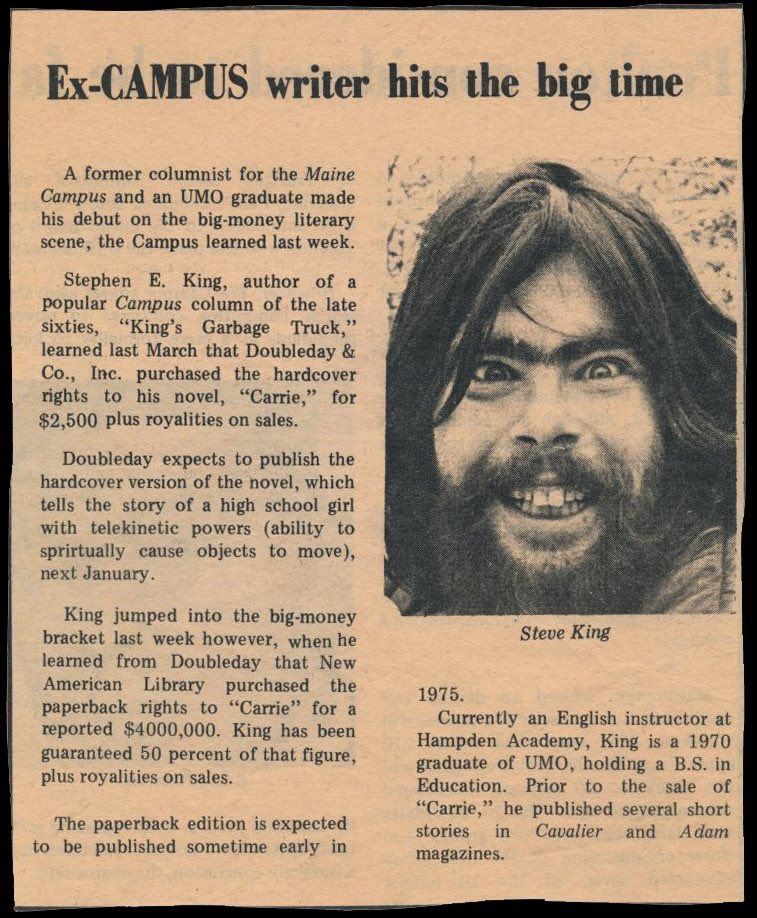 Ex-CAMPUS writer hits the big time
A former columnist for the Maine
Campus and an UMO graduate made
his debut on the big-money literary
scene, the Campus learned last week.
Stephen E. King, author of a
popular Campus column of the late
sixties, “King’s Garbage Truck,”
learned last March that Doubleday &
Co., Inc. purchased the hardcover
rights to his novel, “Carrie,” for
$2,500 plus royalities on sales.
Doubleday expects to publish the
hardcover version of the novel, which
tells the story of a high school girl
with telekinetic powers (ability to
sprirtually cause objects to move),
next January.
King jumped into the big-money
bracket last week however, when he
learned from Doubleday that New
American Library purchased the
paperback rights to “Carrie” for a
reported $4000,000. King has been
guaranteed 50 percent of that figure,
plus royalities on sales.
The paperback edition is expected
to be published sometime early in
Steve King
1975.
Currently an English instructor at
Hampden Academy, King is a 1970
graduate of UMO, holding a B.S. in
Education. Prior to the sale of
“Carrie,” he published several short
stories in Cavalier and Adam
magazines.